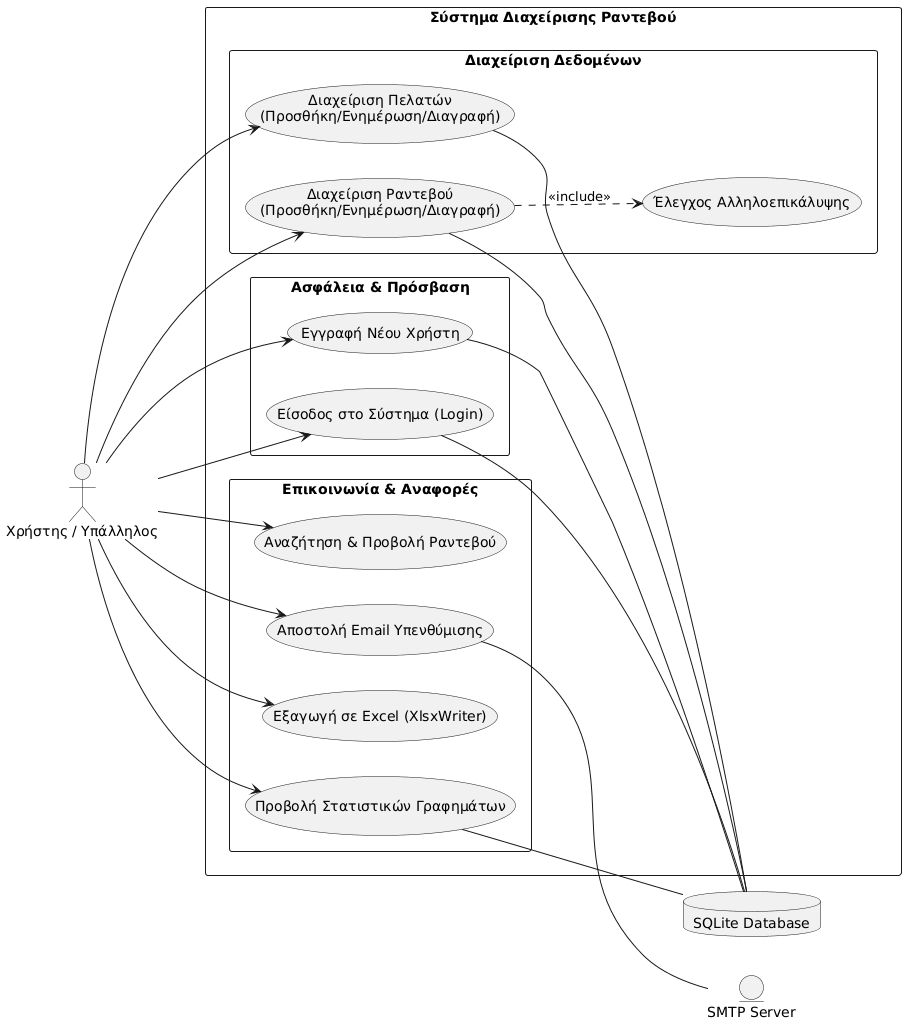 Σύστημα Διαχείρισης Ραντεβού
Διαχείριση Δεδομένων
Διαχείριση Πελατών
(Προσθήκη/Ενημέρωση/Διαγραφή)
Διαχείριση Ραντεβού
(Προσθήκη/Ενημέρωση/Διαγραφή)
«include»
Έλεγχος Αλληλοεπικάλυψης
Ασφάλεια & Πρόσβαση
Εγγραφή Νέου Χρήστη
Είσοδος στο Σύστημα (Login)
Χρήστης / Υπάλληλος
Επικοινωνία & Αναφορές
Αναζήτηση & Προβολή Ραντεβού
Αποστολή Email Υπενθύμισης
Εξαγωγή σε Excel (XlsxWriter)
Προβολή Στατιστικών Γραφημάτων
SQLite Database
SMTP Server